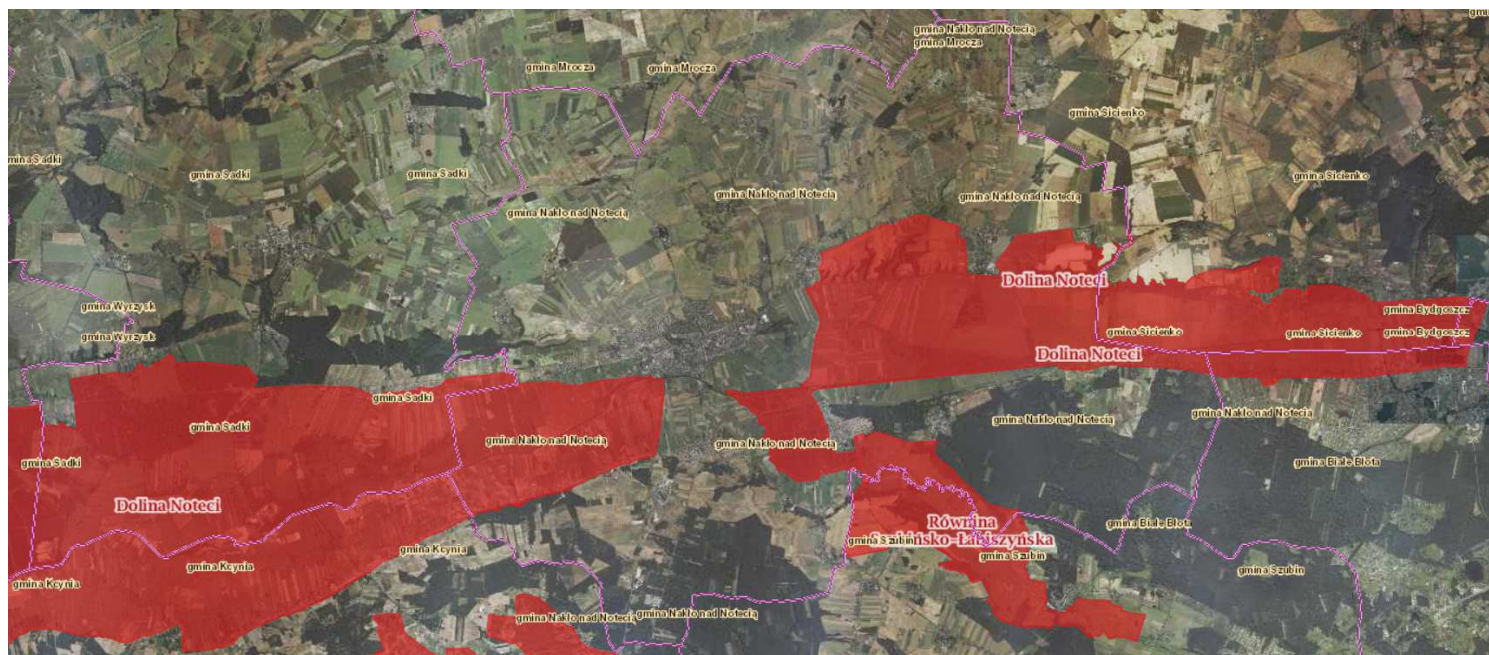 gmina Nakło nad Notecią
gmina Mrocza
gmina Mrocza
gmina Mrocza
gmina Sicienko
gmina Sadki
gmina Sadki
gmina Sadki
gmina Sicienko
gmina Nakło nad Notecią
gmina Nakło nad Notecią
gmina Nakło nad Notecią
Dolina Noteci
gmina Wyrzysk
gmina Bydgoszcz
gmina Wyrzysk
gmina Sicienko
gmina Sicienko
gmina Bydgoszcz
Dolina Noteci
gmina Sadki
gmina Sadki
gmina Nakło nad Notecią
gmina Nakło nad Notecią
gmina Nakło nad Notecią
gmina Nakło nad Notecią
gmina Sadki
gmina Białe Błota
Dolina Noteci
Równina
gmina Białe Błota
gmina Szubin
gmina Kcynia
gmina Szubin
gmina Kcynia
gmina Szubin
gmina Kcynia
gmina Nakło nad Notecią
gmina Nakło nad Notecią